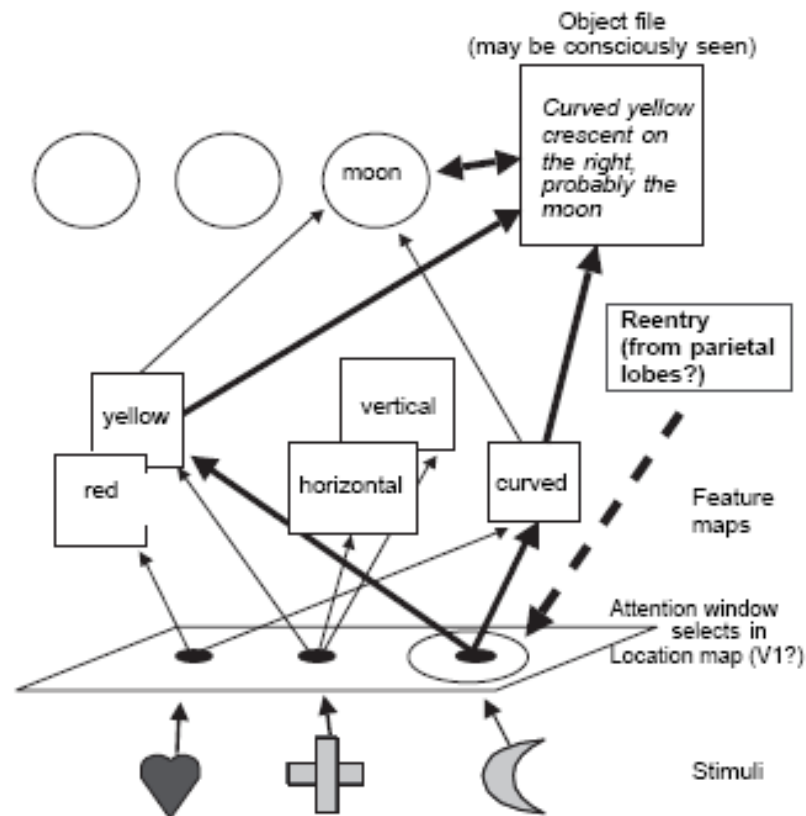 Object file
(may be consciously seen)
Curved yellow
crescent on
the right,
probably the
moon
moon
Reentry
(from parietal
lobes?)
yellow
vertical
red
horizontal
curved
Feature
maps
Attention window
selects in
Location map (V1?)
Stimuli